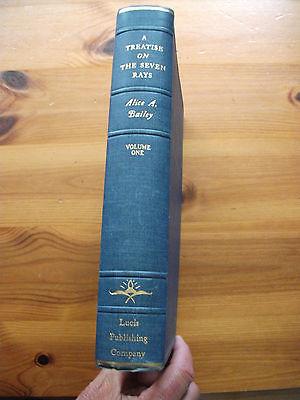 A
TREATISE
ON
THE SEVEN
RAYS
Alice A.
Bailey
VOLUME
ONE
Lucis
Publishing
Company